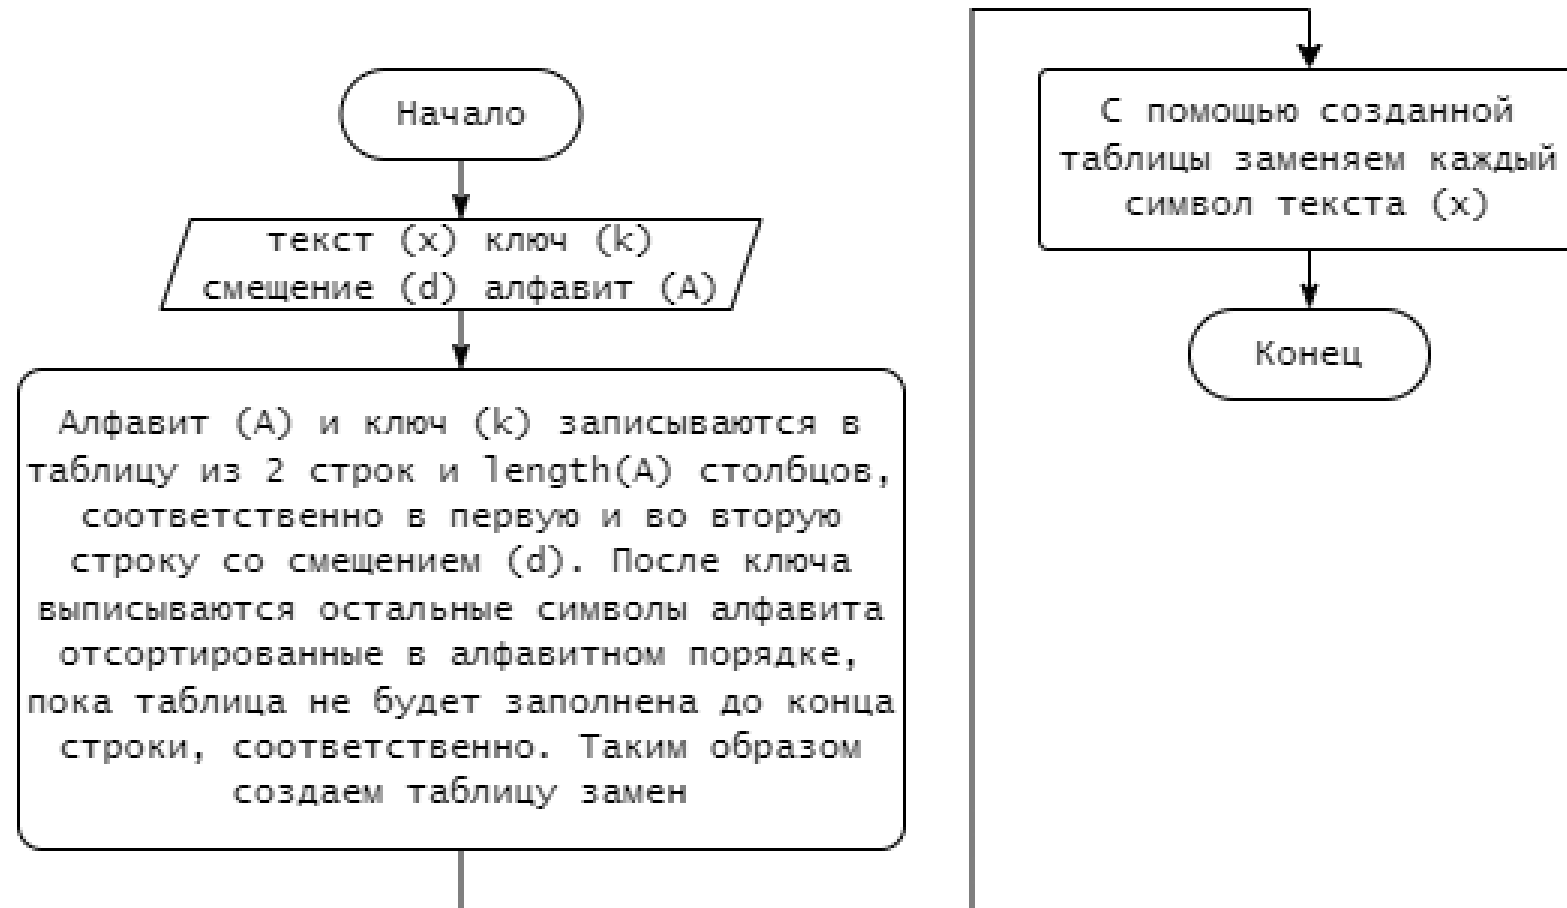 Начало
текст (x) ключ (k)
смещение (d) алфавит (A)
Алфавит (A) и ключ (k) записываются в
таблицу из 2 строк и length(A) столбцов,
соответственно в первую и во вторую
строку со смещением (d). После ключа
выписываются остальные символы алфавита
отсортированные в алфавитном порядке,
пока таблица не будет заполнена до конца
строки, соответственно. Таким образом
создаем таблицу замен
С помощью созданной
таблицы заменяем каждый
символ текста (x)
Конец